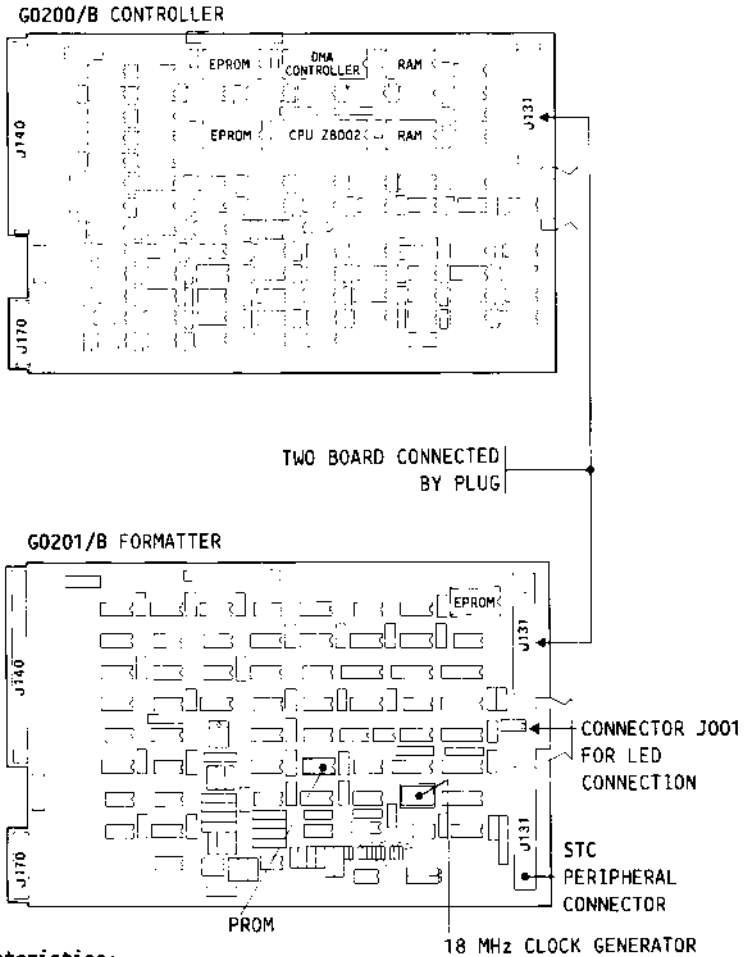 G0200/B CONTROLLER
EPROM
DMA
CONTROLLER
RAM
J140
J131
EPROM
CPU Z8002
RAM
J170
TWO BOARD CONNECTED
BY PLUG
G0201/B FORMATTER
EPROM
J131
J140
CONNECTOR J001
FOR LED
CONNECTION
J131
J170
STC
PERIPHERAL
CONNECTOR
PROM
18 MHz CLOCK GENERATOR